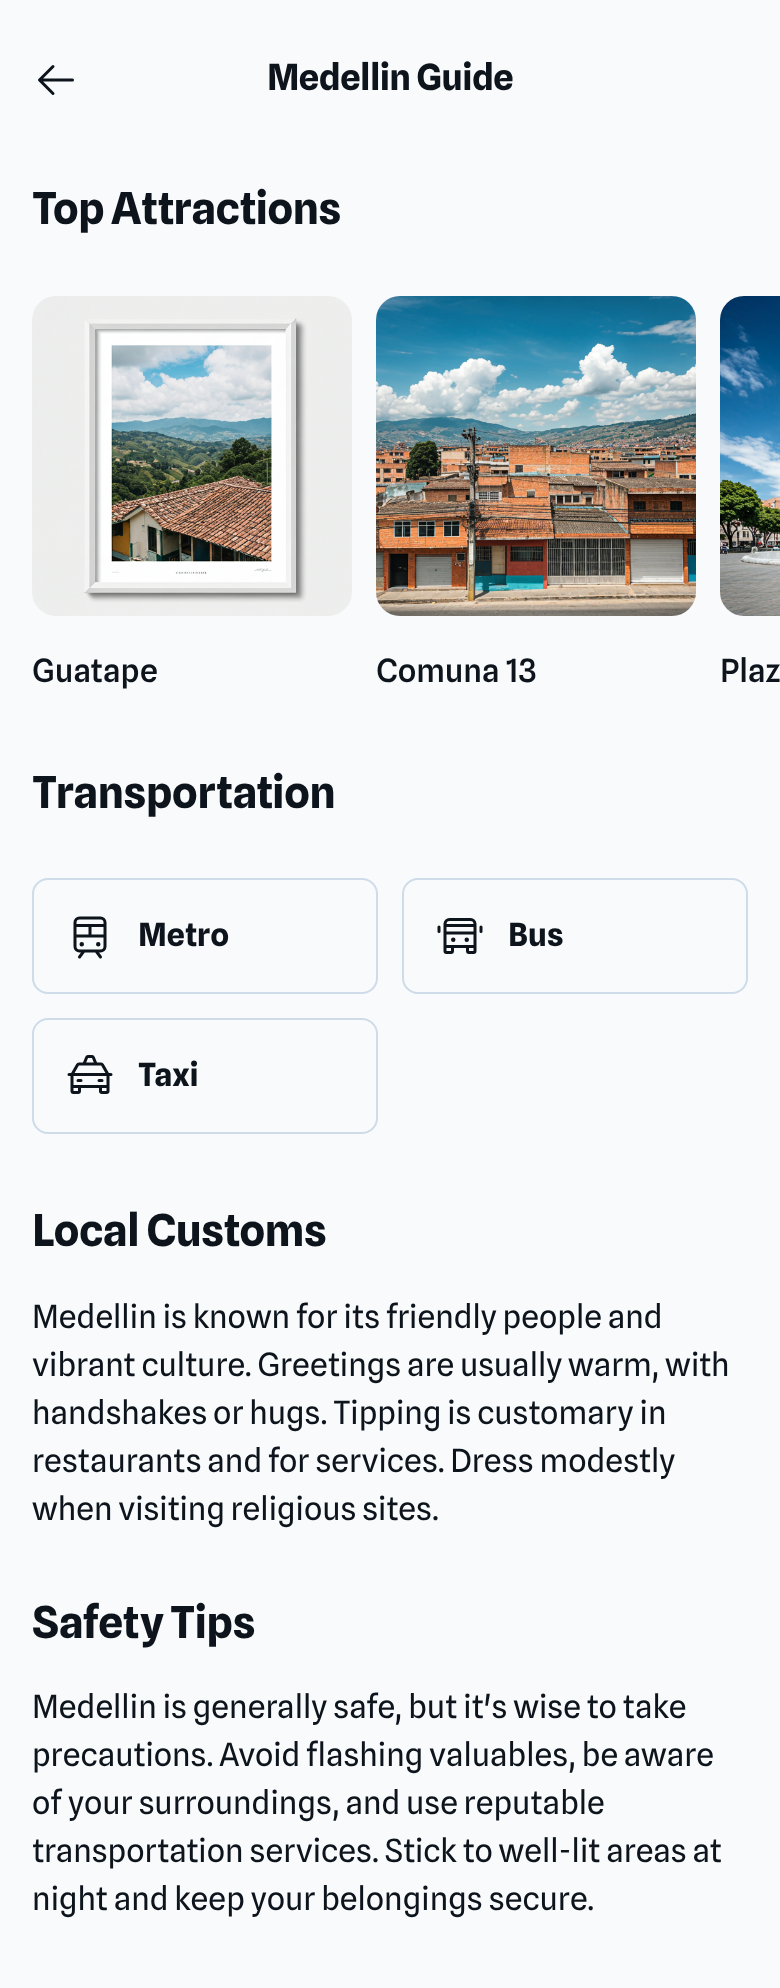 Medellin Guide
Top Attractions
Guatape
Comuna 13
Plaz
Transportation
Metro
Bus
Taxi
Local Customs
Medellin is known for its friendly people and
vibrant culture. Greetings are usually warm, with
handshakes or hugs. Tipping is customary in
restaurants and for services. Dress modestly
when visiting religious sites.
Safety Tips
Medellin is generally safe, but it's wise to take
precautions. Avoid flashing valuables, be aware
of your surroundings, and use reputable
transportation services. Stick to well-lit areas at
night and keep your belongings secure.